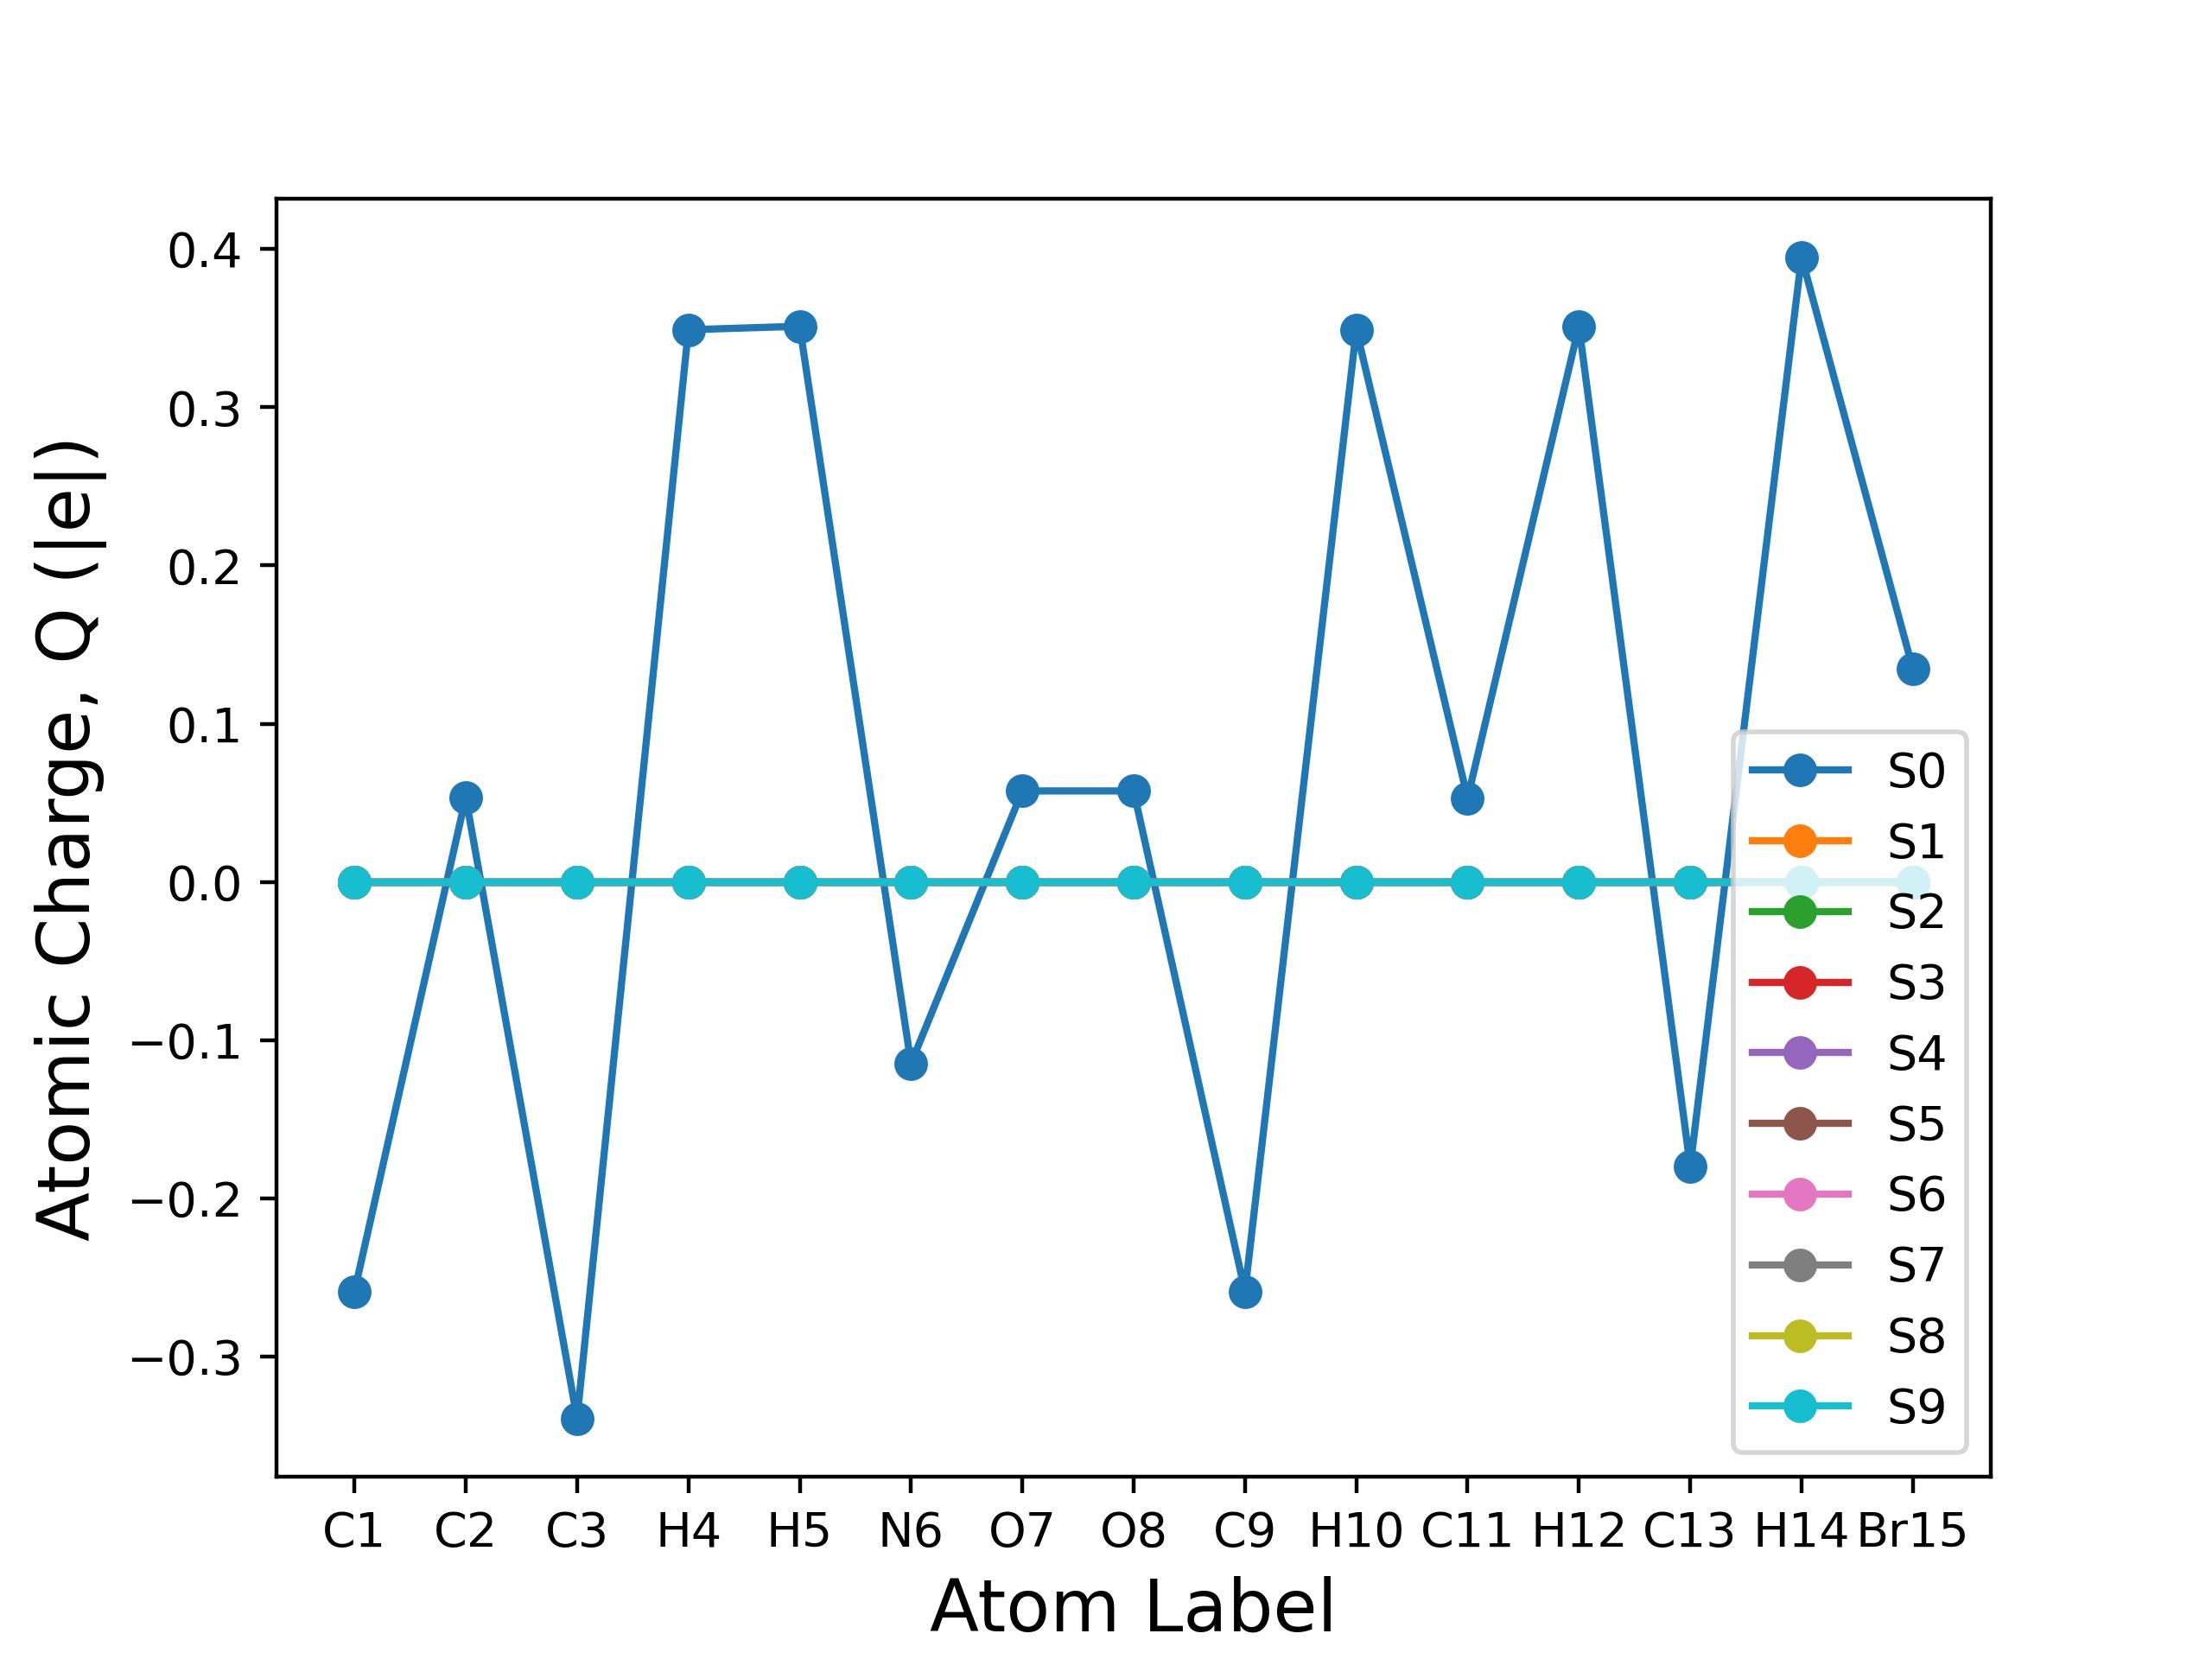 0.4
0.3
0.2
0.1
0.0
−0.1
−0.2
−0.3
Atomic Charge, Q (|e|)
S0
S1
S2
S3
S4
S5
S6
S7
S8
S9
C1 C2 C3 H4 H5 N6 O7 O8 C9 H10 C11 H12 C13 H14 Br15
Atom Label